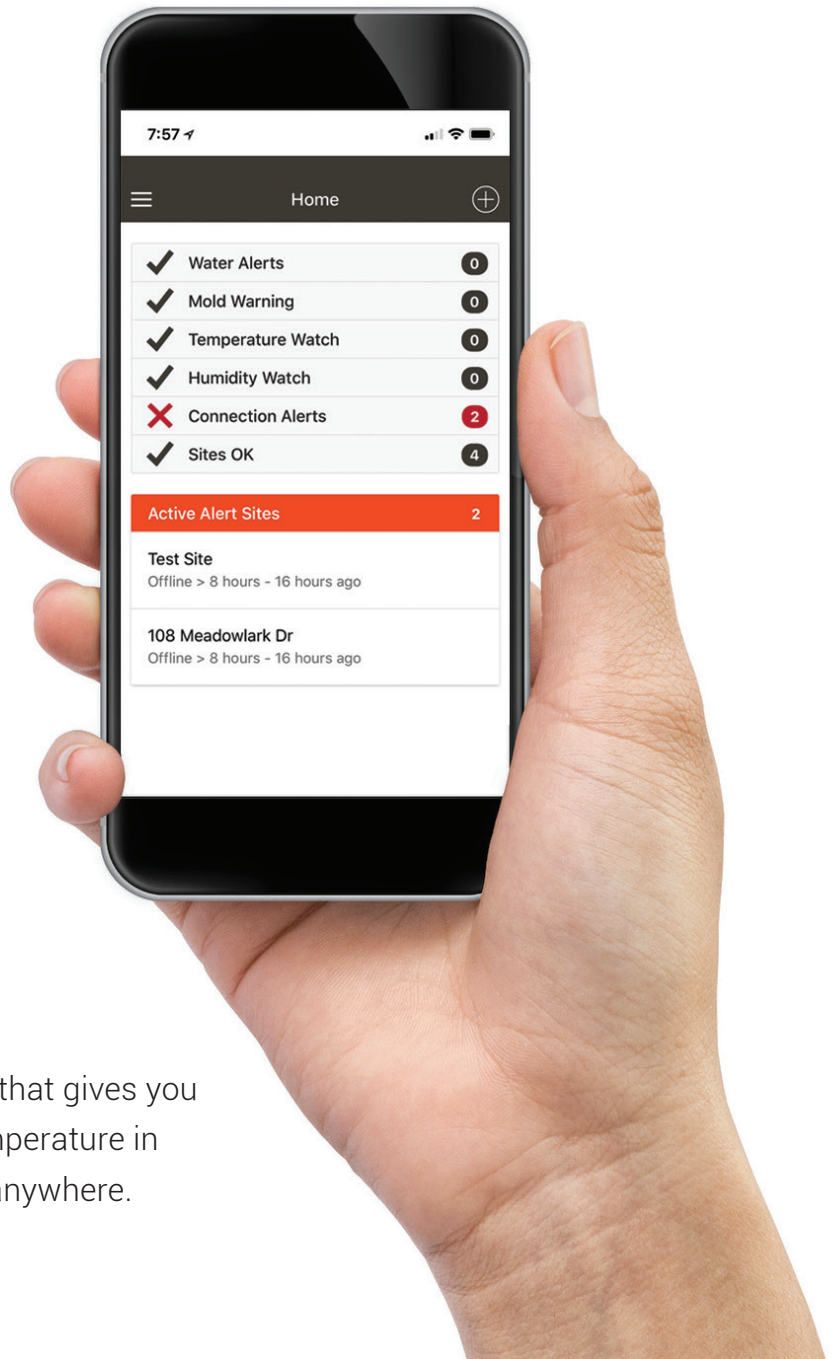 7:57
Home
Water Alerts 0
Mold Warning 0
Temperature Watch 0
Humidity Watch 0
Connection Alerts 2
Sites OK 4
Active Alert Sites 2
Test Site
Offline > 8 hours - 16 hours ago
108 Meadowlark Dr
Offline > 8 hours - 16 hours ago
that gives you
in
anywhere.